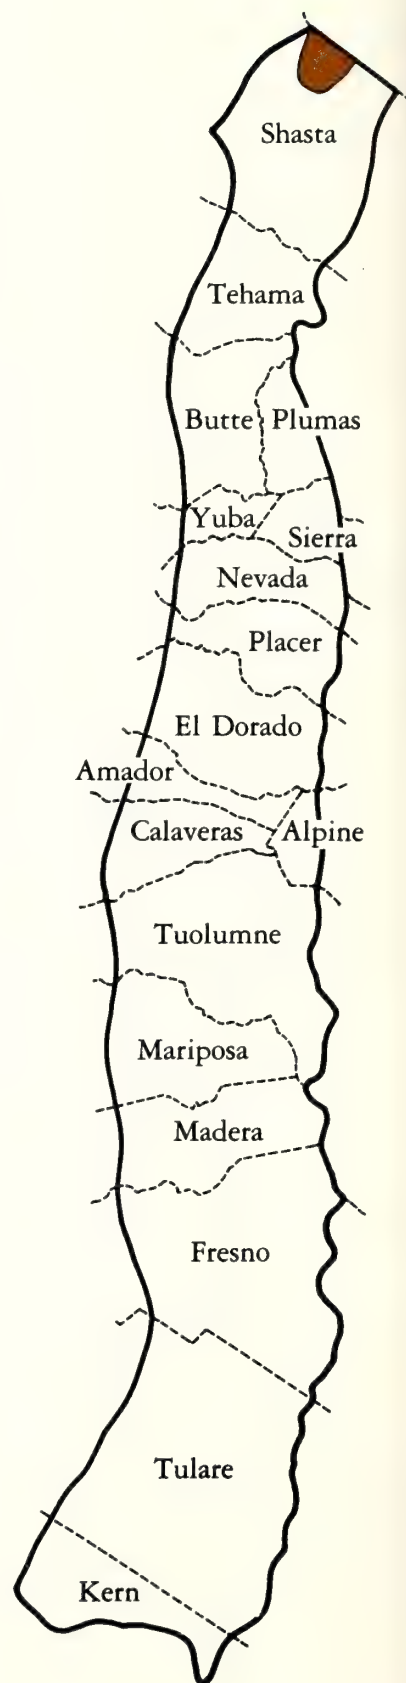 Shasta
Tehama
Butte Plumas
Yuba
Sierra
Nevada
Placer
El Dorado
Amador
Calaveras Alpine
Tuolumne
Mariposa
Madera
Fresno
Tulare
Kern